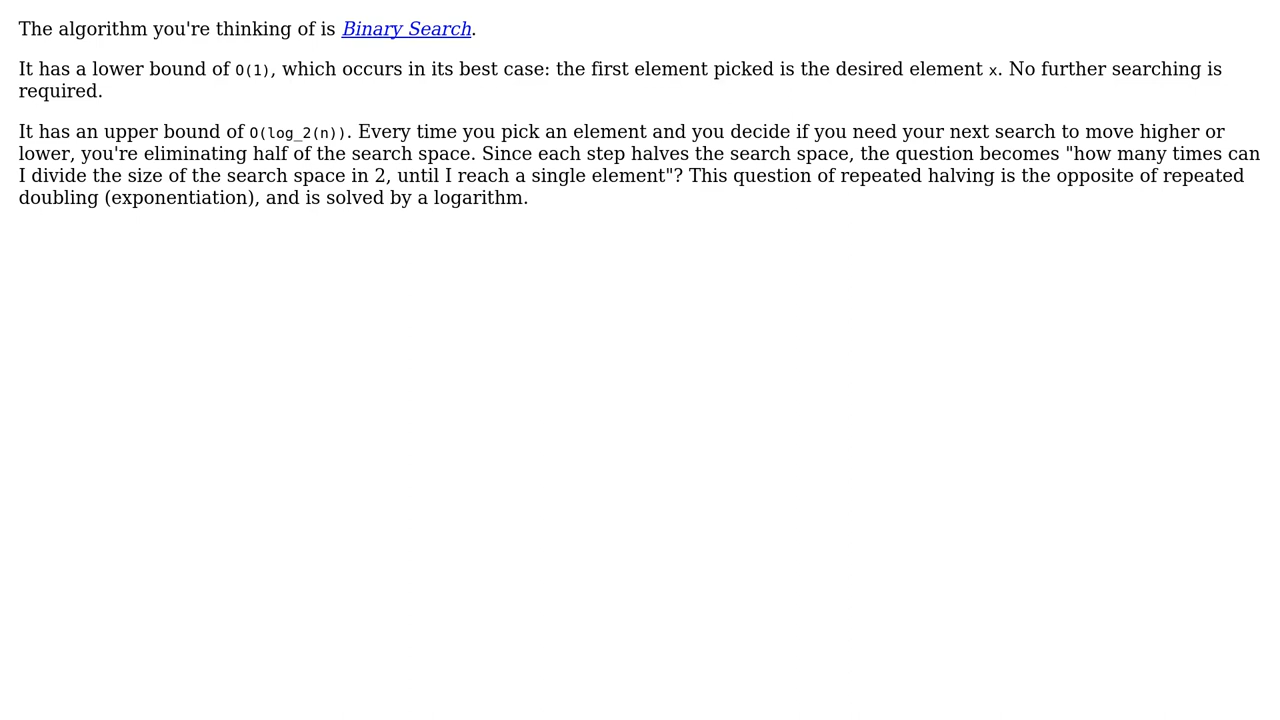 The algorithm you're thinking of is Binary Search.
It has a lower bound of O(1), which occurs in its best case: the first element picked is the desired element x. No further searching is
required.
It has an upper bound of O(log_2(n)). Every time you pick an element and you decide if you need your next search to move higher or
lower, you're eliminating half of the search space. Since each step halves the search space, the question becomes "how many times can
I divide the size of the search space in 2, until I reach a single element"? This question of repeated halving is the opposite of repeated
doubling (exponentiation), and is solved by a logarithm.